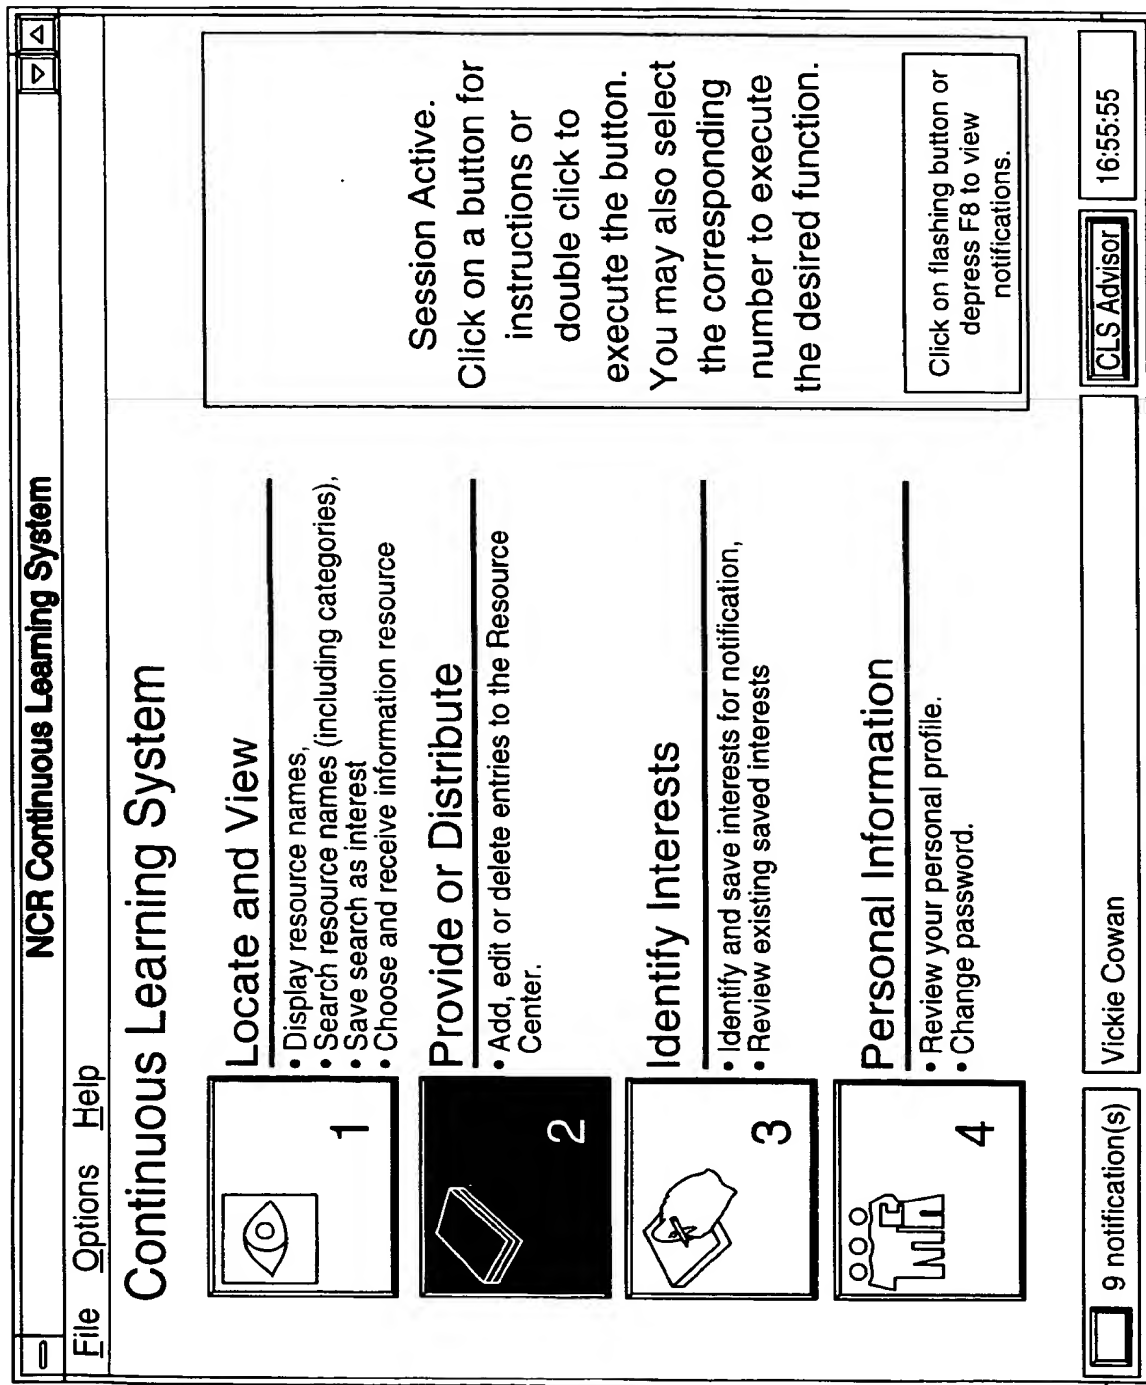 NCR Continuous Learning System
File Options Help
Continuous Learning System
1
Locate and View
• Display resource names,
• Search resource names (including categories),
• Save search as interest
• Choose and receive information resource
2
Provide or Distribute
• Add, edit or delete entries to the Resource
Center.
3
Identify Interests
• Identify and save interests for notification,
• Review existing saved interests
4
Personal Information
• Review your personal profile.
• Change password.
Session Active.
Click on a button for
instructions or
double click to
execute the button.
You may also select
the corresponding
number to execute
the desired function.
Click on flashing button or
depress F8 to view
notifications.
9 notification(s)
Vickie Cowan
CLS Advisor
16:55:55